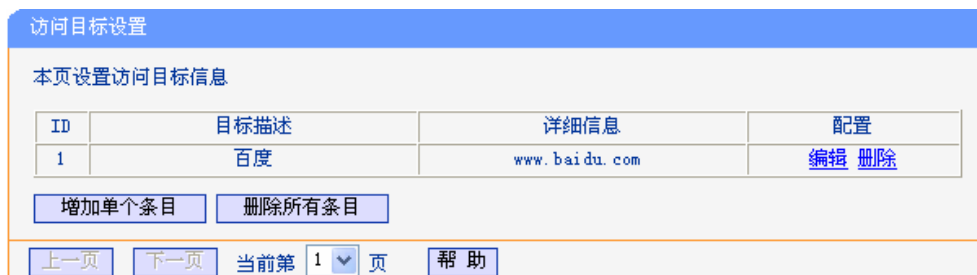 访问目标设置
本页设置访问目标信息
ID 目标描述 详细信息 配置
1 百度 www.baidu.com 编辑 删除
增加单个条目 删除所有条目
上一页 下一页 当前第 1 页 帮 助